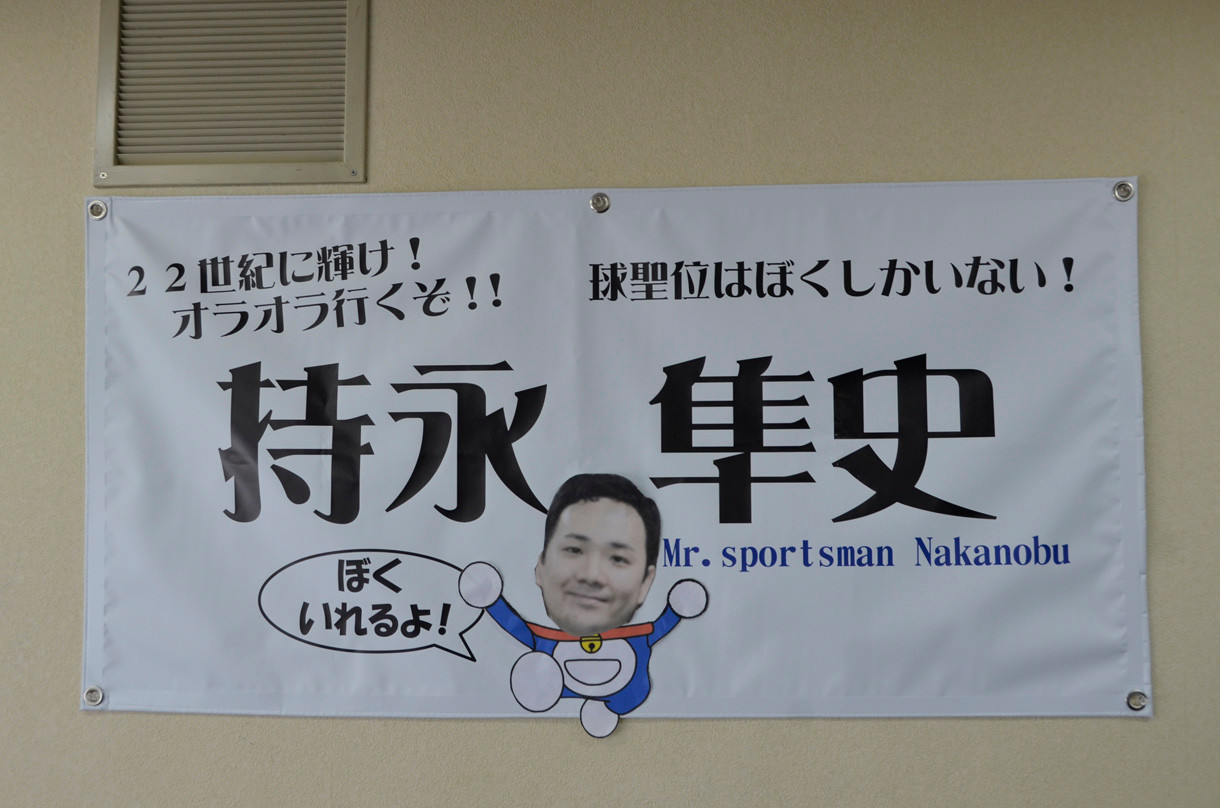 ２２世紀に輝け！
オラオラ行くぞ！！
球聖位はぼくしかいない！
持永 隼史
Mr.sportsman Nakanobu
ぼく
いれるよ！